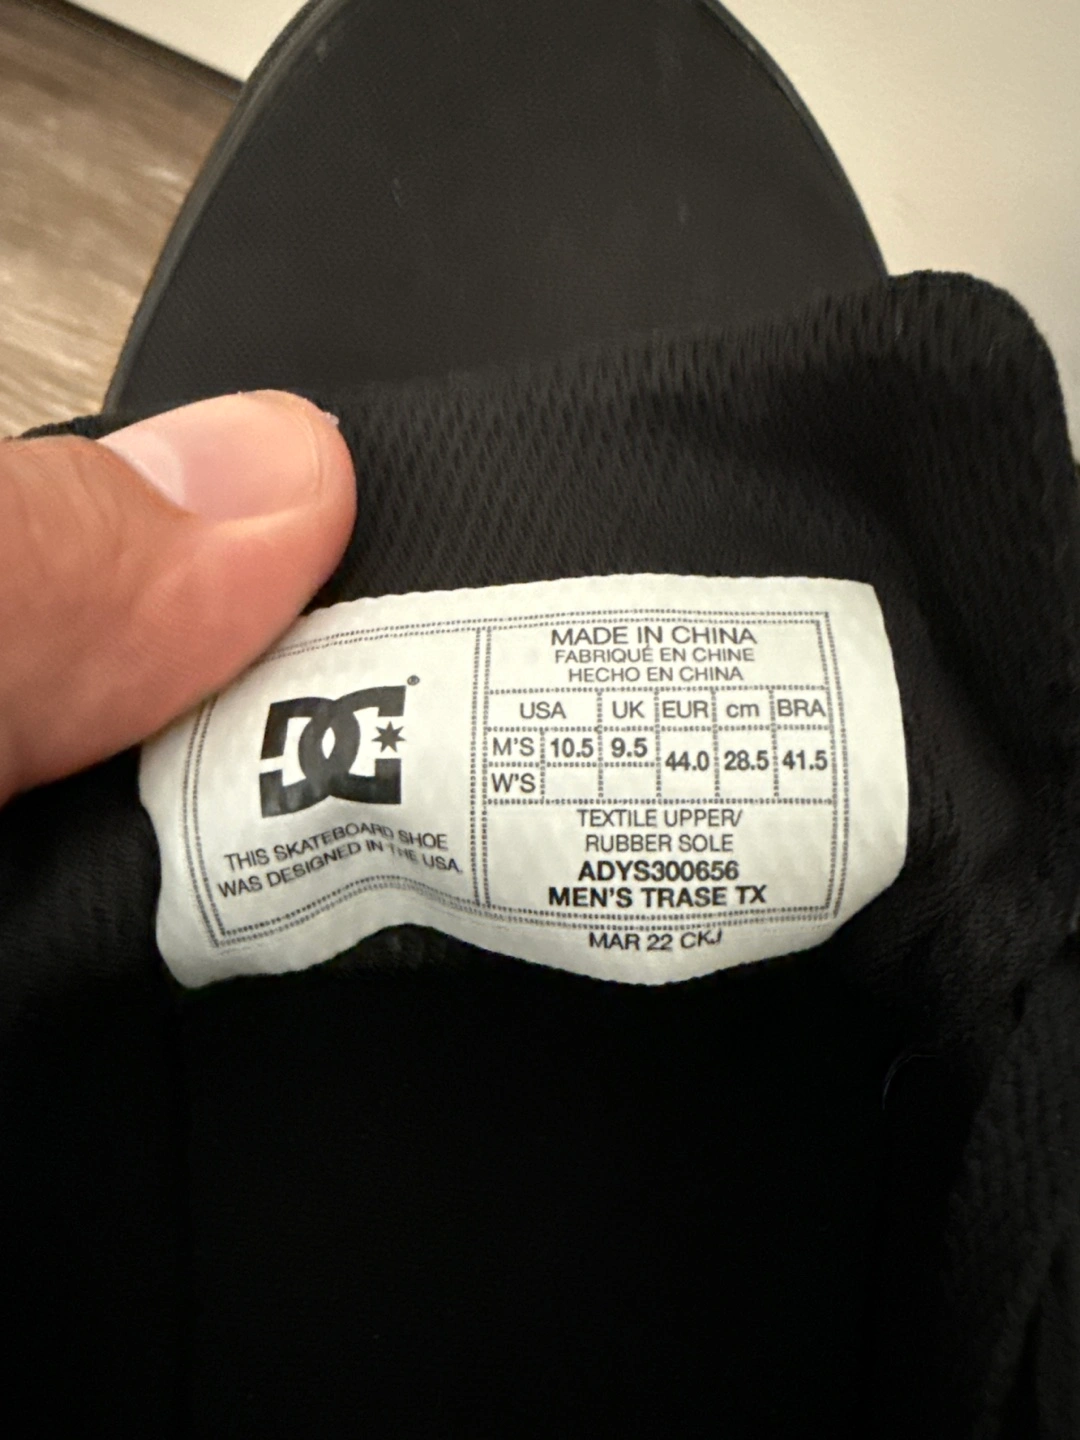 DC®
THIS SKATEBOARD SHOE
WAS DESIGNED IN THE USA.
MADE IN CHINA
FABRIQUÉ EN CHINE
HECHO EN CHINA
USA UK EUR cm BRA
M'S 10.5 9.5 44.0 28.5 41.5
W'S
TEXTILE UPPER/
RUBBER SOLE
ADYS300656
MEN'S TRASE TX
MAR 22 CKJ